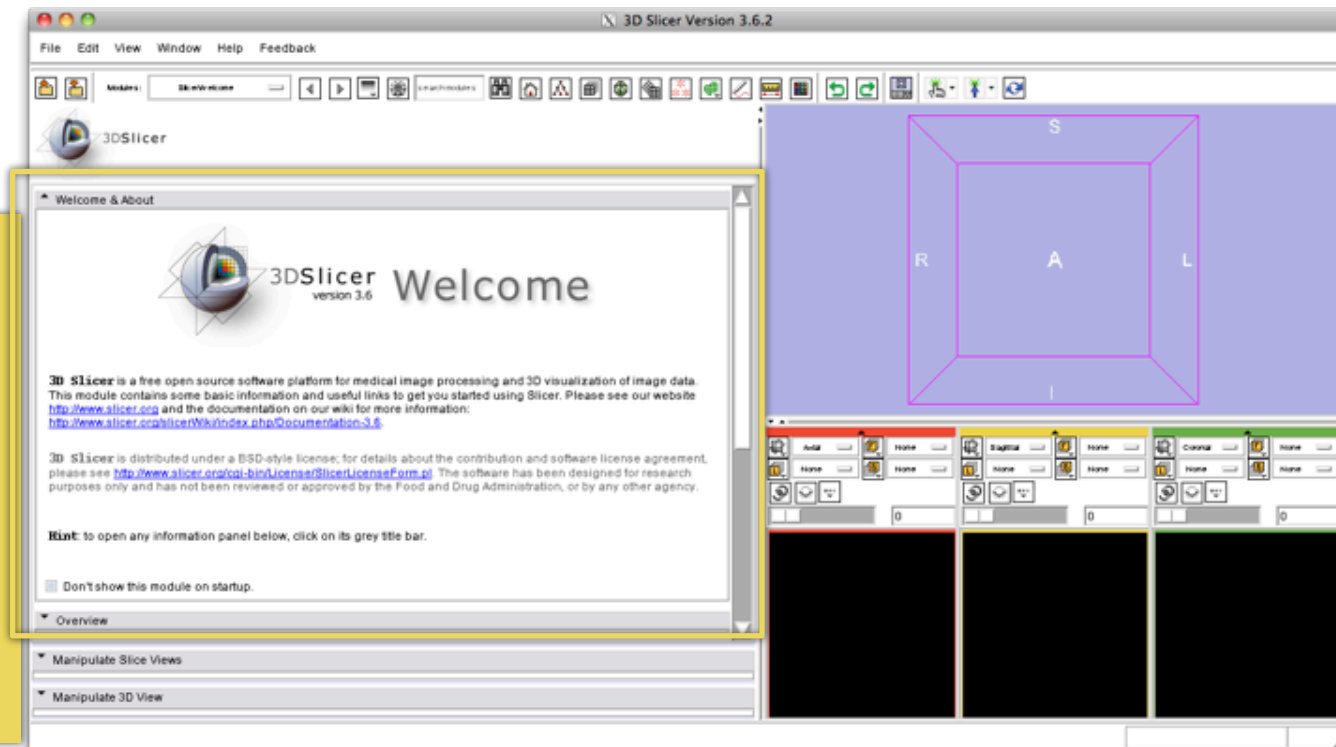 3D Slicer Version 3.6.2
File Edit View Window Help Feedback
Modules: SlicerWelcome search modules
3DSlicer
Welcome & About
3DSlicer Welcome
version 3.6
3D Slicer is a free open source software platform for medical image processing and 3D visualization of image data.
This module contains some basic information and useful links to get you started using Slicer. Please see our website
http://www.slicer.org and the documentation on our wiki for more information:
http://www.slicer.org/slicerWiki/index.php/Documentation-3.6.
3D Slicer is distributed under a BSD-style license; for details about the contribution and software license agreement,
please see http://www.slicer.org/cgi-bin/License/SlicerLicenseForm.pl. The software has been designed for research
purposes only and has not been reviewed or approved by the Food and Drug Administration, or by any other agency.
Hint: to open any information panel below, click on its grey title bar.
Don't show this module on startup.
Overview
Manipulate Slice Views
Manipulate 3D View
S
R A L
I
Axial None Sagittal None Coronal None
None None None None None None
0 0 0